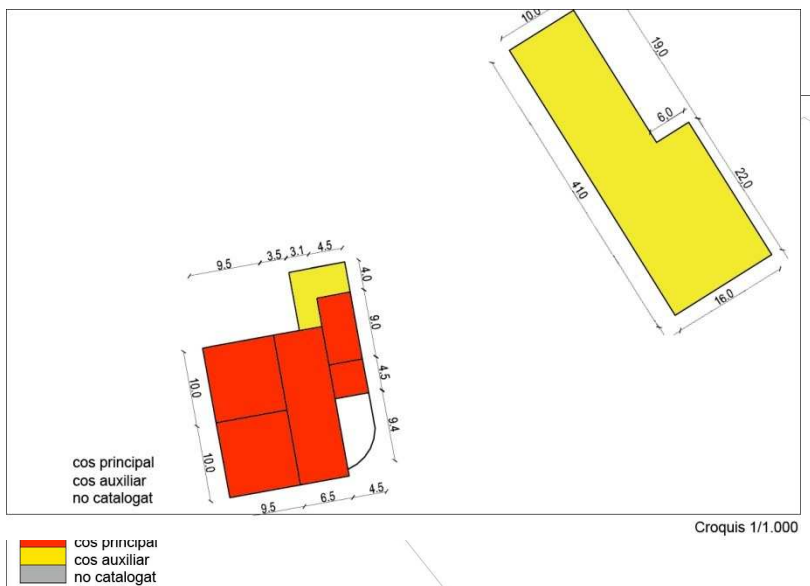 10.0
19.0
6.0
41.0
22.0
16.0
9.5
3.5
3.1
4.5
4.0
9.0
4.5
9.4
10.0
10.0
9.5
6.5
4.5
cos principal
cos auxiliar
no catalogat
Croquis 1/1.000
cos principal
cos auxiliar
no catalogat